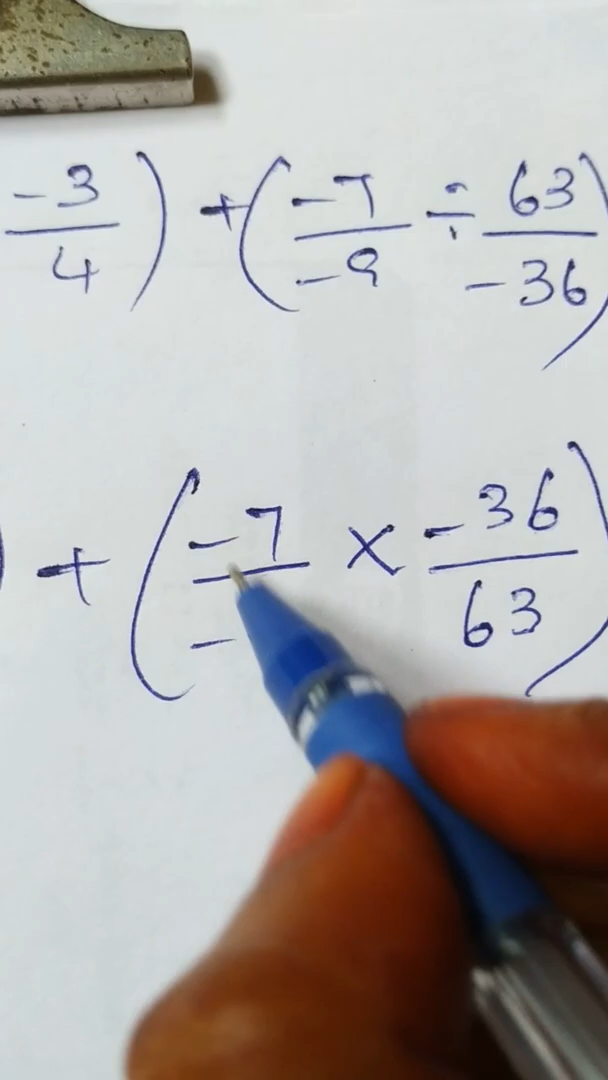 -3/4) + (-7/-9 ÷ 63/-36)
) + (-7/- × -36/63)